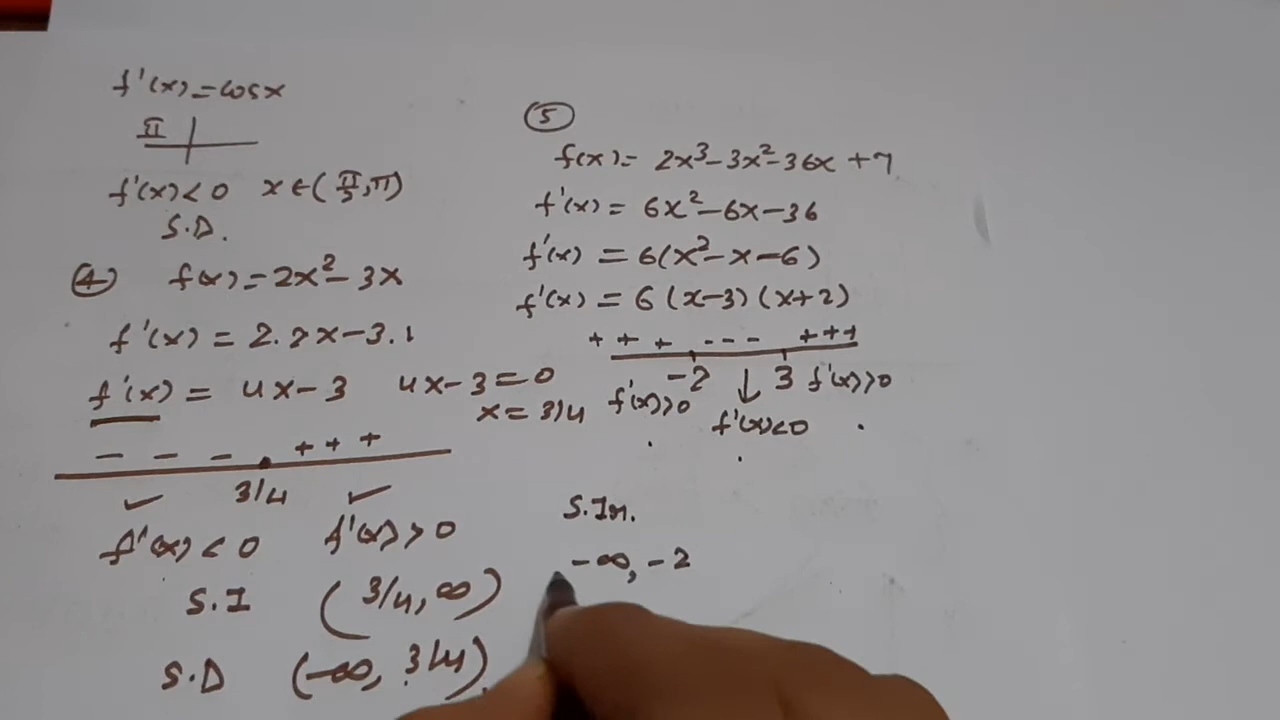 f'(x) = cos x
π/2
f'(x) < 0 x ∈ (π/2, π)
S.D.
④ f(x) = 2x² - 3x
f'(x) = 2.2x - 3.1
f'(x) = 4x - 3 4x - 3 = 0
x = 3/4
- - - + + +
3/4
f'(x) < 0 f'(x) > 0
S.I (3/4, ∞)
S.D (-∞, 3/4)
⑤
f(x) = 2x³ - 3x² - 36x + 7
f'(x) = 6x² - 6x - 36
f'(x) = 6(x² - x - 6)
f'(x) = 6(x-3)(x+2)
+ + + - - - + + +
-2 3
f'(x) > 0 f'(x) < 0 f'(x) > 0
S.In.
-∞, -2